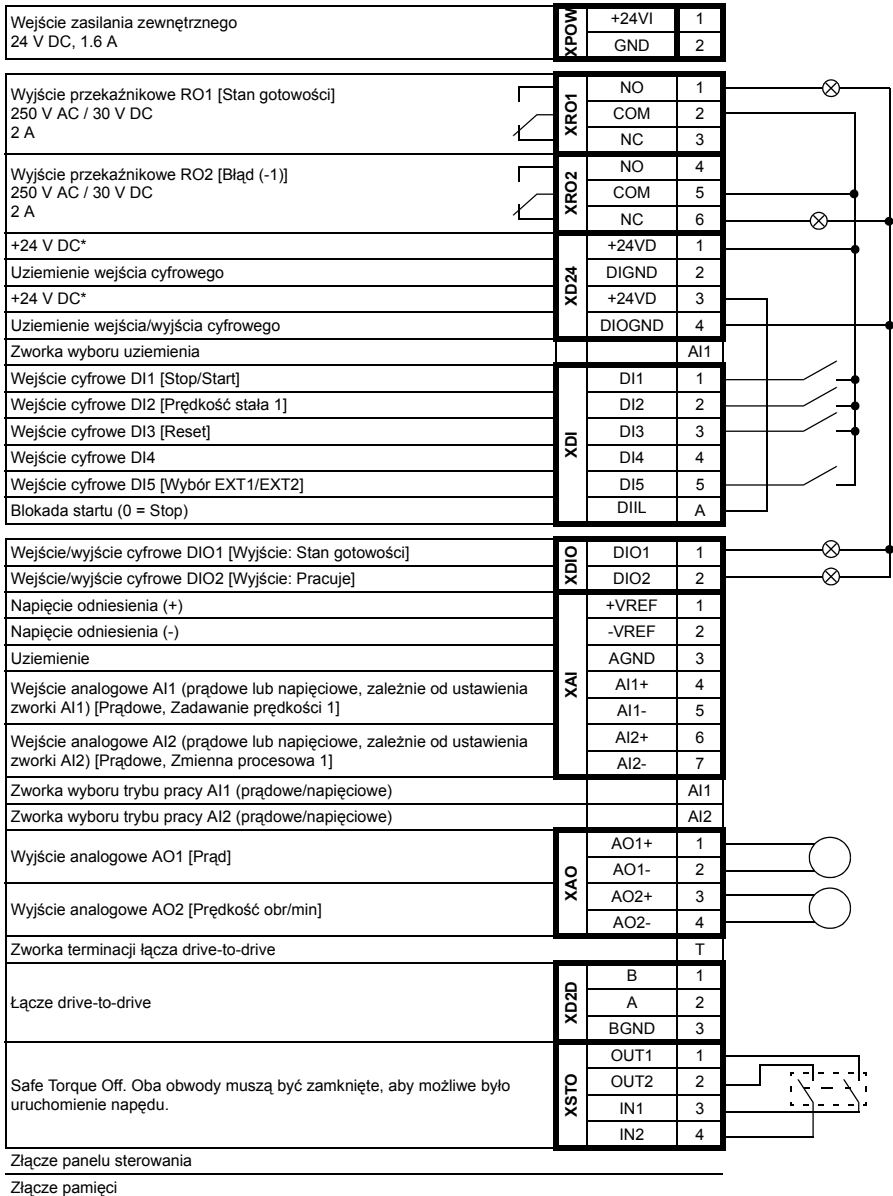 Wejście zasilania zewnętrznego
24 V DC, 1.6 A
XPOW
+24VI 1
GND 2
Wyjście przekaźnikowe RO1 [Stan gotowości]
250 V AC / 30 V DC
2 A
XRO1
NO 1
COM 2
NC 3
Wyjście przekaźnikowe RO2 [Błąd (-1)]
250 V AC / 30 V DC
2 A
XRO2
NO 4
COM 5
NC 6
XD24
+24 V DC* +24VD 1
Uziemienie wejścia cyfrowego DIGND 2
+24 V DC* +24VD 3
Uziemienie wejścia/wyjścia cyfrowego DIOGND 4
Zworka wyboru uziemienia AI1
XDI
Wejście cyfrowe DI1 [Stop/Start] DI1 1
Wejście cyfrowe DI2 [Prędkość stała 1] DI2 2
Wejście cyfrowe DI3 [Reset] DI3 3
Wejście cyfrowe DI4 DI4 4
Wejście cyfrowe DI5 [Wybór EXT1/EXT2] DI5 5
Blokada startu (0 = Stop) DIIL A
XDIO
Wejście/wyjście cyfrowe DIO1 [Wyjście: Stan gotowości] DIO1 1
Wejście/wyjście cyfrowe DIO2 [Wyjście: Pracuje] DIO2 2
XAI
Napięcie odniesienia (+) +VREF 1
Napięcie odniesienia (-) -VREF 2
Uziemienie AGND 3
Wejście analogowe AI1 (prądowe lub napięciowe, zależnie od ustawienia
zworki AI1) [Prądowe, Zadawanie prędkości 1]
AI1+ 4
AI1- 5
Wejście analogowe AI2 (prądowe lub napięciowe, zależnie od ustawienia
zworki AI2) [Prądowe, Zmienna procesowa 1]
AI2+ 6
AI2- 7
Zworka wyboru trybu pracy AI1 (prądowe/napięciowe) AI1
Zworka wyboru trybu pracy AI2 (prądowe/napięciowe) AI2
XAO
Wyjście analogowe AO1 [Prąd]
AO1+ 1
AO1- 2
Wyjście analogowe AO2 [Prędkość obr/min]
AO2+ 3
AO2- 4
Zworka terminacji łącza drive-to-drive T
Łącze drive-to-drive
XD2D
B 1
A 2
BGND 3
Safe Torque Off. Oba obwody muszą być zamknięte, aby możliwe było
uruchomienie napędu.
XSTO
OUT1 1
OUT2 2
IN1 3
IN2 4
Złącze panelu sterowania
Złącze pamięci